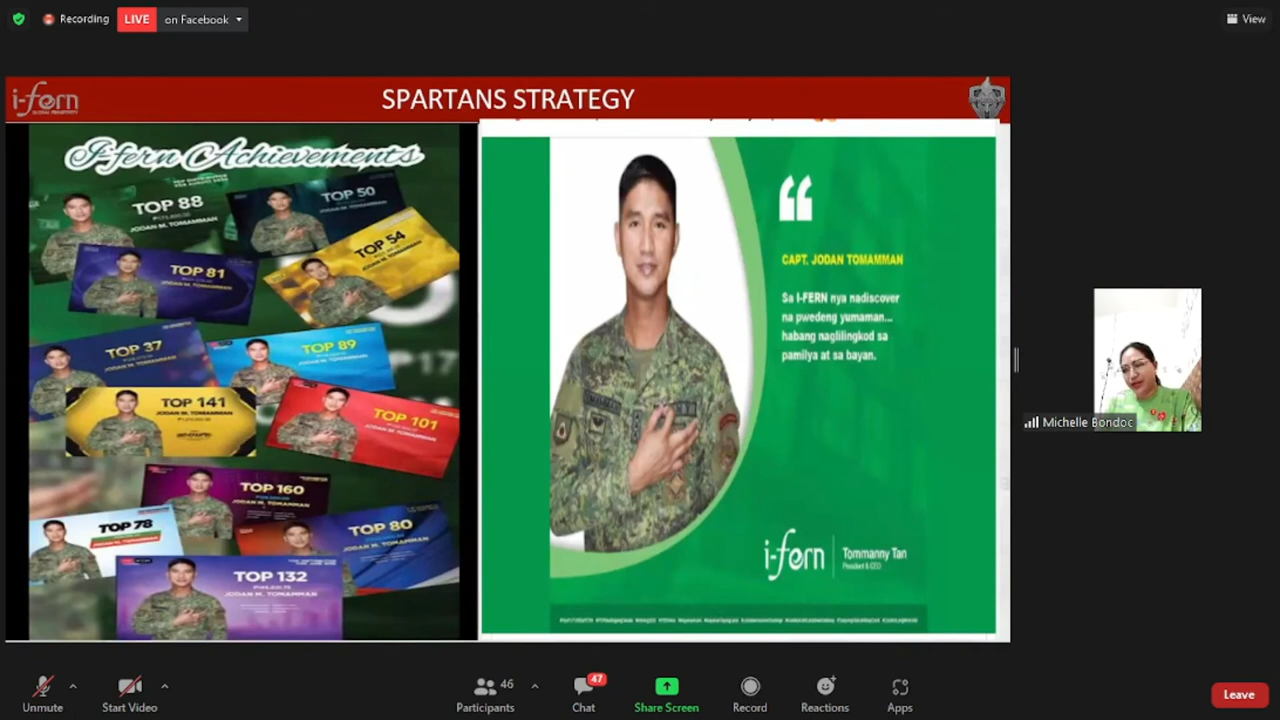 Recording
LIVE
on Facebook
View
i-fern
SPARTANS STRATEGY
I-fern Achievements
TOP 88
JODAN M. TOMAMMAN
TOP 50
JODAN M. TOMAMMAN
TOP 54
JODAN M. TOMAMMAN
TOP 81
JODAN M. TOMAMMAN
TOP 37
JODAN M. TOMAMMAN
TOP 89
JODAN M. TOMAMMAN
TOP 141
JODAN M. TOMAMMAN
TOP 101
JODAN M. TOMAMMAN
TOP 160
JODAN M. TOMAMMAN
TOP 78
TOP 80
JODAN M. TOMAMMAN
TOP 132
JODAN M. TOMAMMAN
“
CAPT. JODAN TOMAMMAN
Sa I-FERN nya nadiscover
na pwedeng yumaman...
habang naglilingkod sa
pamilya at sa bayan.
i-fern
Tommanny Tan
President & CEO
Michelle Bondoc
Unmute
Start Video
46
Participants
47
Chat
Share Screen
Record
Reactions
Apps
Leave